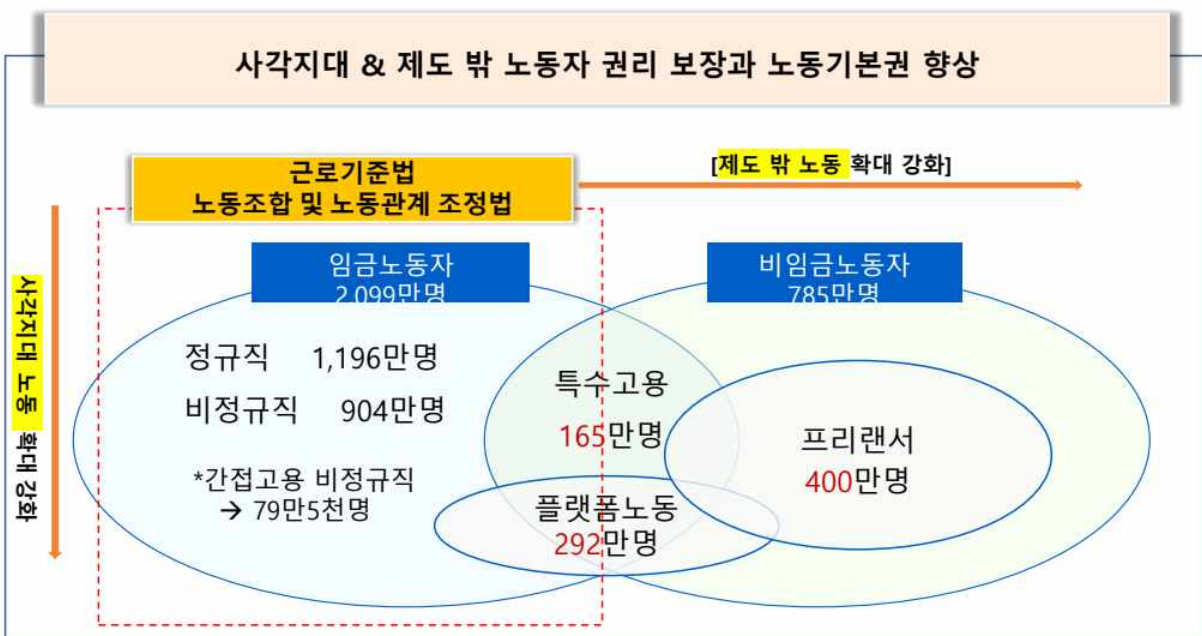 사각지대 & 제도 밖 노동자 권리 보장과 노동기본권 향상
근로기준법
노동조합 및 노동관계 조정법
[제도 밖 노동 확대 강화]
사각지대 노동 확대 강화
임금노동자
2,099만명
비임금노동자
785만명
정규직 1,196만명
비정규직 904만명
*간접고용 비정규직
→ 79만5천명
특수고용
165만명
플랫폼노동
292만명
프리랜서
400만명